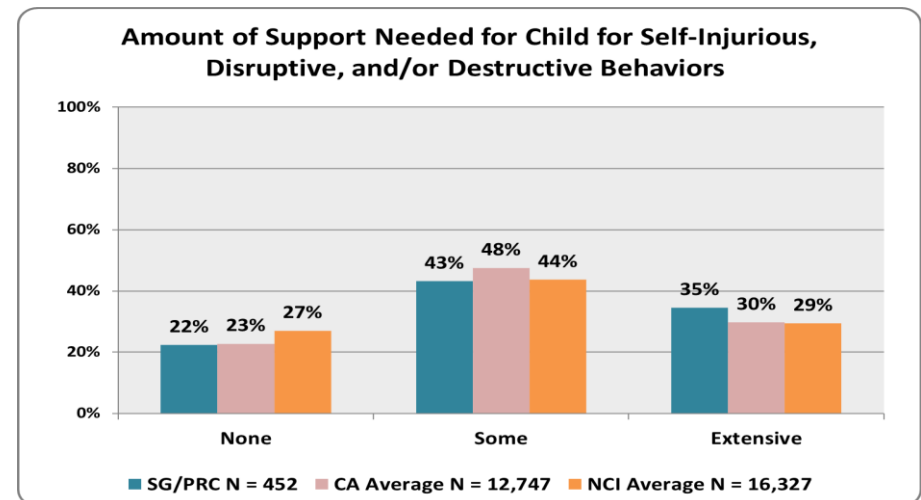 Amount of Support Needed for Child for Self-Injurious,
Disruptive, and/or Destructive Behaviors
100%
80%
60%
40%
20%
0%
22%
23%
27%
43%
48%
44%
35%
30%
29%
None
Some
Extensive
SG/PRC N = 452
CA Average N = 12,747
NCI Average N = 16,327